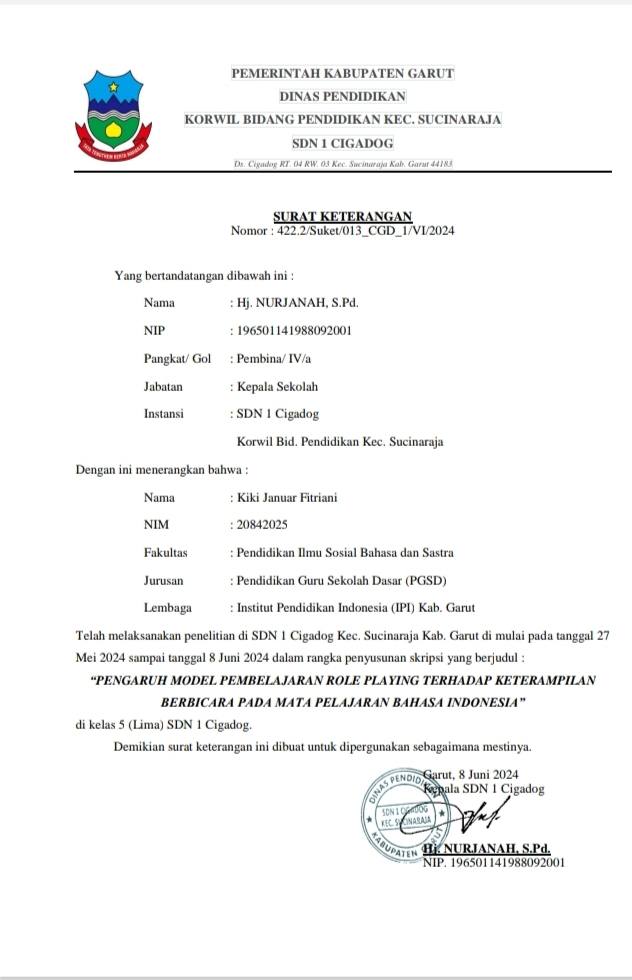 PEMERINTAH KABUPATEN GARUT
DINAS PENDIDIKAN
KORWIL BIDANG PENDIDIKAN KEC. SUCINARAJA
SDN 1 CIGADOG
Ds. Cigadog RT. 04 RW. 03 Kec. Sucinaraja Kab. Garut 44183
SURAT KETERANGAN
Nomor : 422.2/Suket/013_CGD_1/VI/2024
Yang bertandatangan dibawah ini :
Nama : Hj. NURJANAH, S.Pd.
NIP : 196501141988092001
Pangkat/ Gol : Pembina/ IV/a
Jabatan : Kepala Sekolah
Instansi : SDN 1 Cigadog
Korwil Bid. Pendidikan Kec. Sucinaraja
Dengan ini menerangkan bahwa :
Nama : Kiki Januar Fitriani
NIM : 20842025
Fakultas : Pendidikan Ilmu Sosial Bahasa dan Sastra
Jurusan : Pendidikan Guru Sekolah Dasar (PGSD)
Lembaga : Institut Pendidikan Indonesia (IPI) Kab. Garut
Telah melaksanakan penelitian di SDN 1 Cigadog Kec. Sucinaraja Kab. Garut di mulai pada tanggal 27
Mei 2024 sampai tanggal 8 Juni 2024 dalam rangka penyusunan skripsi yang berjudul :
“PENGARUH MODEL PEMBELAJARAN ROLE PLAYING TERHADAP KETERAMPILAN
BERBICARA PADA MATA PELAJARAN BAHASA INDONESIA”
di kelas 5 (Lima) SDN 1 Cigadog.
Demikian surat keterangan ini dibuat untuk dipergunakan sebagaimana mestinya.
Garut, 8 Juni 2024
Kepala SDN 1 Cigadog
DINAS PENDIDIKAN
SDN 1 CIGADOG
KEC. SUCINARAJA
KABUPATEN GARUT
Hj. NURJANAH, S.Pd.
NIP. 196501141988092001